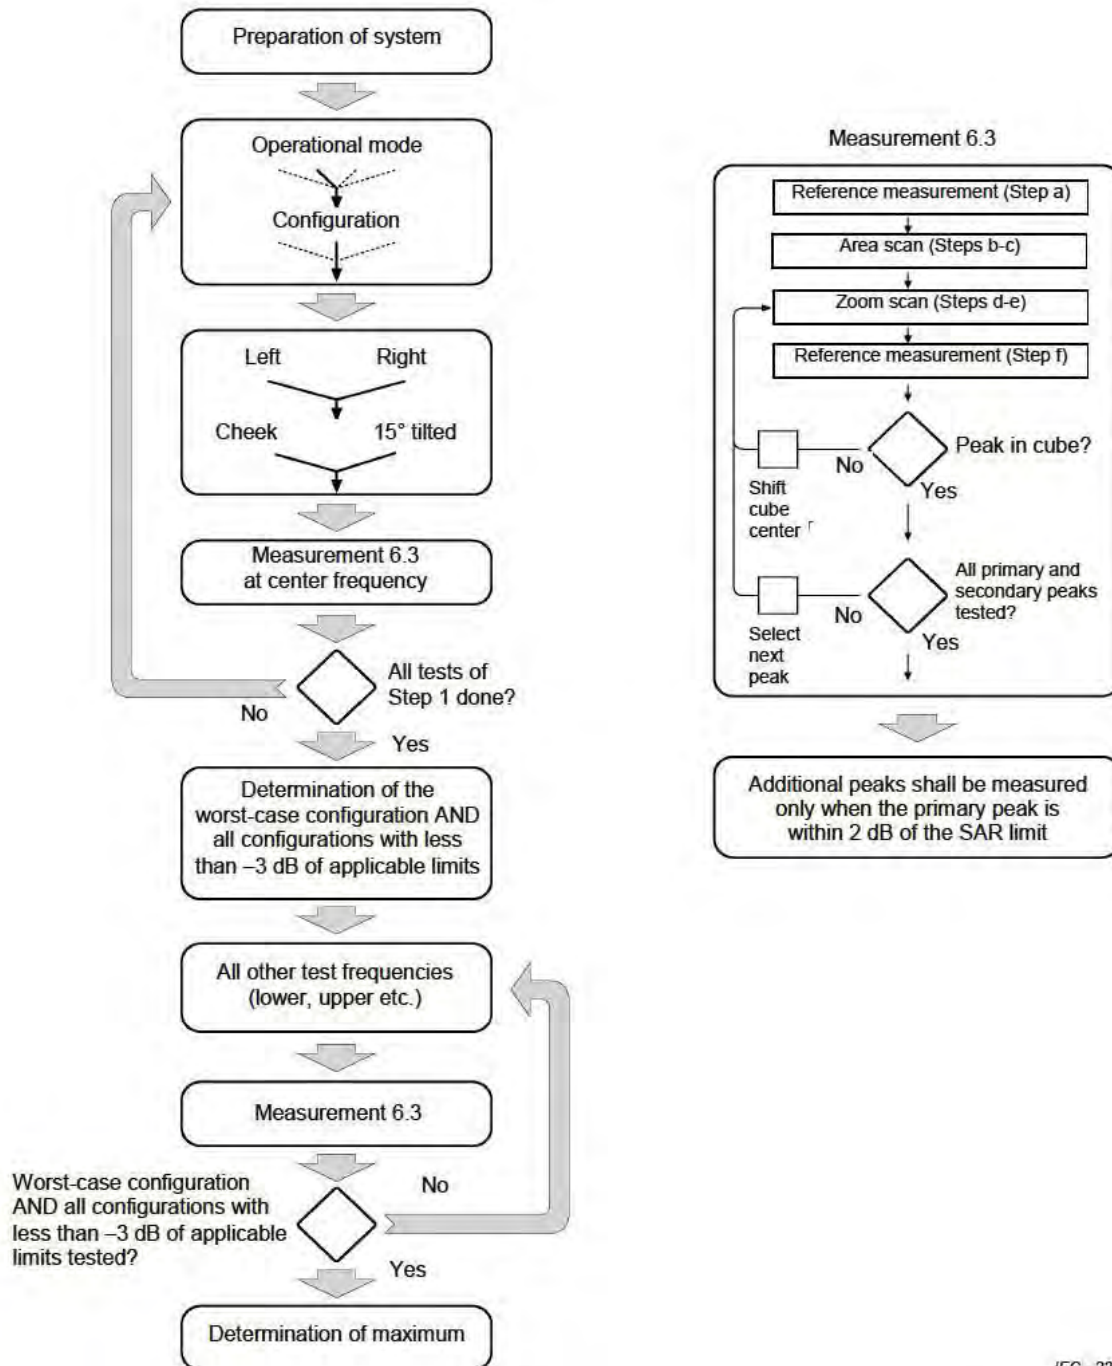 Preparation of system
Operational mode
Configuration
Left Right
Cheek 15° tilted
Measurement 6.3
at center frequency
All tests of
Step 1 done?
No
Yes
Determination of the
worst-case configuration AND
all configurations with less
than –3 dB of applicable limits
All other test frequencies
(lower, upper etc.)
Measurement 6.3
Worst-case configuration
AND all configurations with
less than –3 dB of applicable
limits tested?
No
Yes
Determination of maximum
Measurement 6.3
Reference measurement (Step a)
Area scan (Steps b-c)
Zoom scan (Steps d-e)
Reference measurement (Step f)
Peak in cube?
No
Yes
Shift
cube
center
All primary and
secondary peaks
tested?
No
Yes
Select
next
peak
Additional peaks shall be measured
only when the primary peak is
within 2 dB of the SAR limit